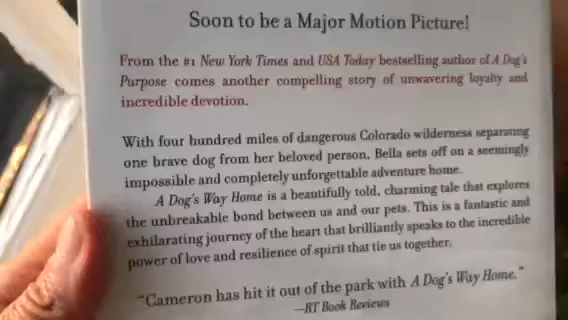 Soon to be a Major Motion Picture!
From the #1 New York Times and USA Today bestselling author of A Dog's
Purpose comes another compelling story of unwavering loyalty and
incredible devotion.
With four hundred miles of dangerous Colorado wilderness separating
one brave dog from her beloved person, Bella sets off on a seemingly
impossible and completely unforgettable adventure home.
A Dog's Way Home is a beautifully told, charming tale that explores
the unbreakable bond between us and our pets. This is a fantastic and
exhilarating journey of the heart that brilliantly speaks to the incredible
power of love and resilience of spirit that tie us together.
"Cameron has hit it out of the park with A Dog's Way Home."
—RT Book Reviews